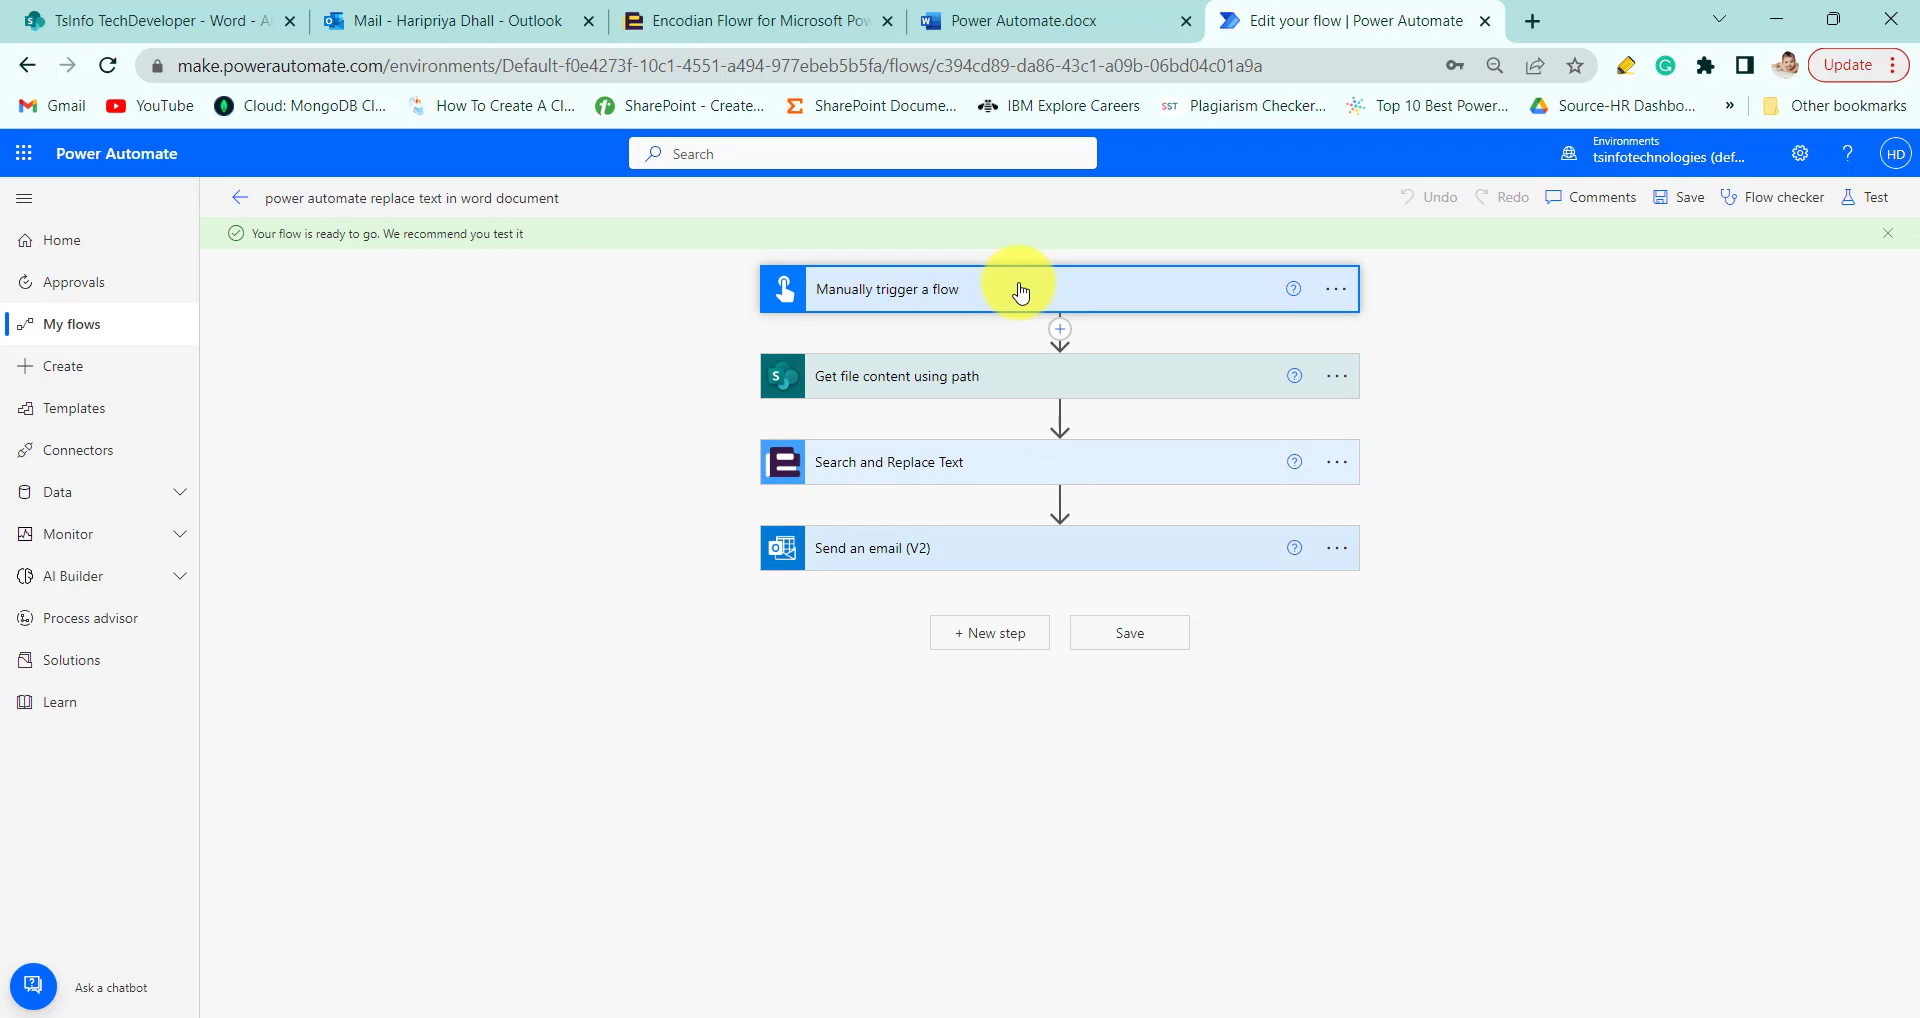 TsInfo TechDeveloper - Word - Al
Mail - Haripriya Dhall - Outlook
Encodian Flowr for Microsoft Pow
Power Automate.docx
Edit your flow | Power Automate
make.powerautomate.com/environments/Default-f0e4273f-10c1-4551-a494-977ebeb5b5fa/flows/c394cd89-da86-43c1-a09b-06bd04c01a9a
Update
Gmail
YouTube
Cloud: MongoDB Cl...
How To Create A Cl...
SharePoint - Create...
SharePoint Docume...
IBM Explore Careers
SST Plagiarism Checker...
Top 10 Best Power...
Source-HR Dashbo...
»
Other bookmarks
Power Automate
Search
Environments
tsinfotechnologies (def...
HD
power automate replace text in word document
Undo
Redo
Comments
Save
Flow checker
Test
Your flow is ready to go. We recommend you test it
Home
Approvals
My flows
Create
Templates
Connectors
Data
Monitor
AI Builder
Process advisor
Solutions
Learn
Manually trigger a flow
Get file content using path
Search and Replace Text
Send an email (V2)
+ New step
Save
Ask a chatbot